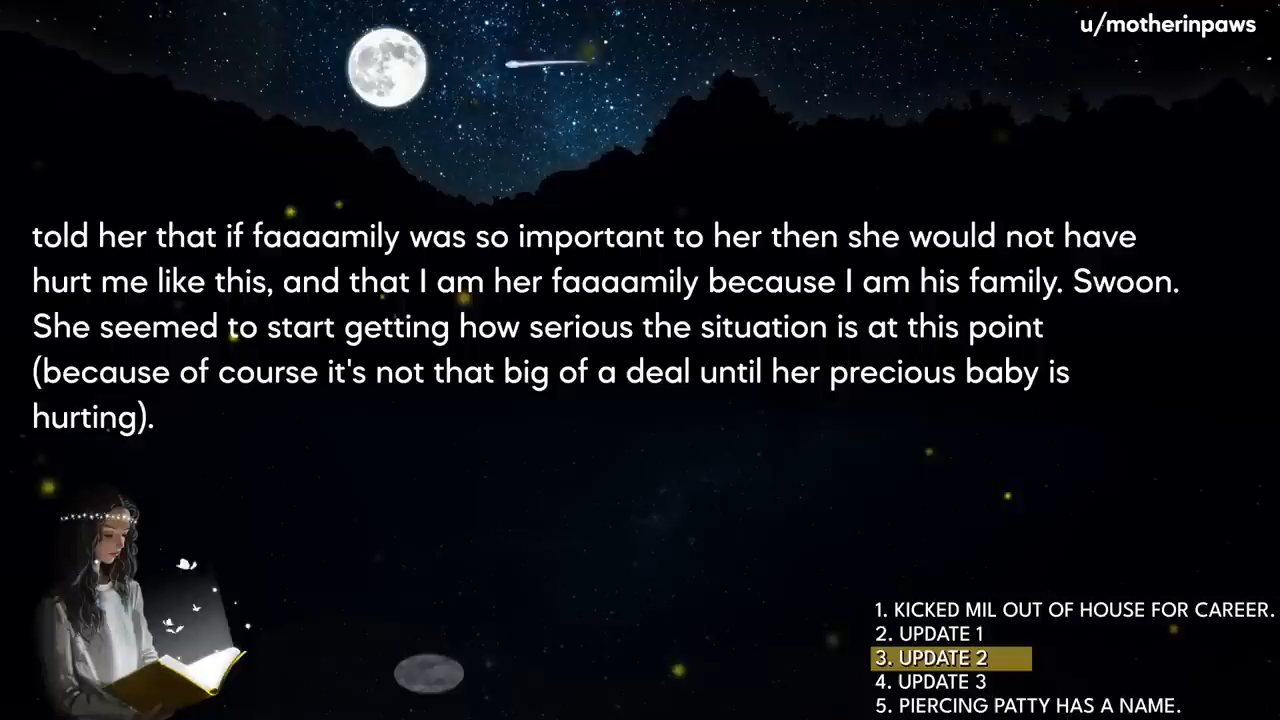 u/motherinpaws
told her that if faaaamily was so important to her then she would not have
hurt me like this, and that I am her faaaamily because I am his family. Swoon.
She seemed to start getting how serious the situation is at this point
(because of course it's not that big of a deal until her precious baby is
hurting).
1. KICKED MIL OUT OF HOUSE FOR CAREER.
2. UPDATE 1
3. UPDATE 2
4. UPDATE 3
5. PIERCING PATTY HAS A NAME.